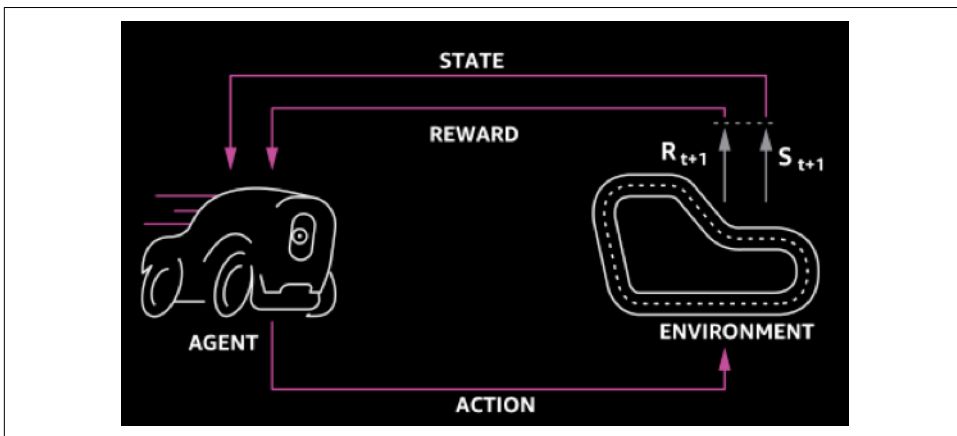 STATE
REWARD
R t+1
S t+1
AGENT
ENVIRONMENT
ACTION